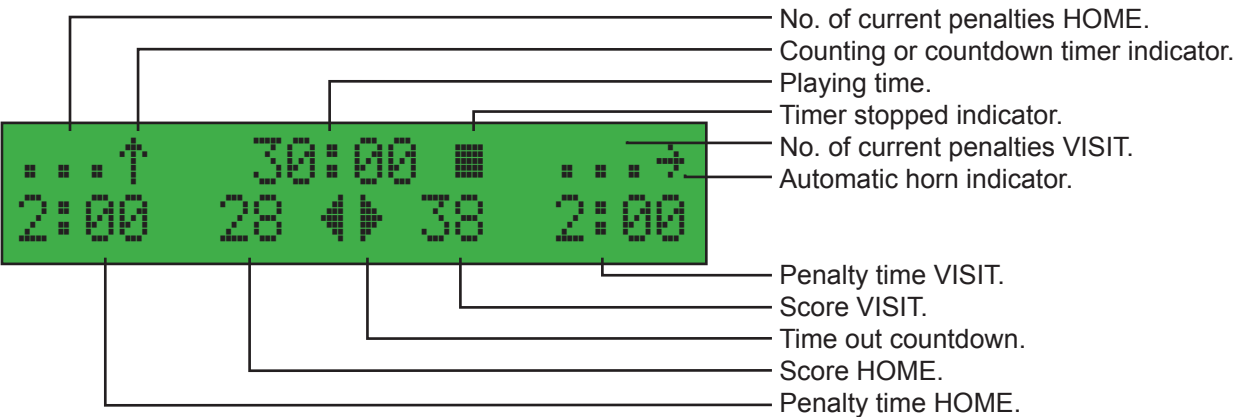 No. of current penalties HOME.
Counting or countdown timer indicator.
Playing time.
Timer stopped indicator.
No. of current penalties VISIT.
Automatic horn indicator.
...↑ 30:00 ■ ...→
2:00 28 ◀▶ 38 2:00
Penalty time VISIT.
Score VISIT.
Time out countdown.
Score HOME.
Penalty time HOME.